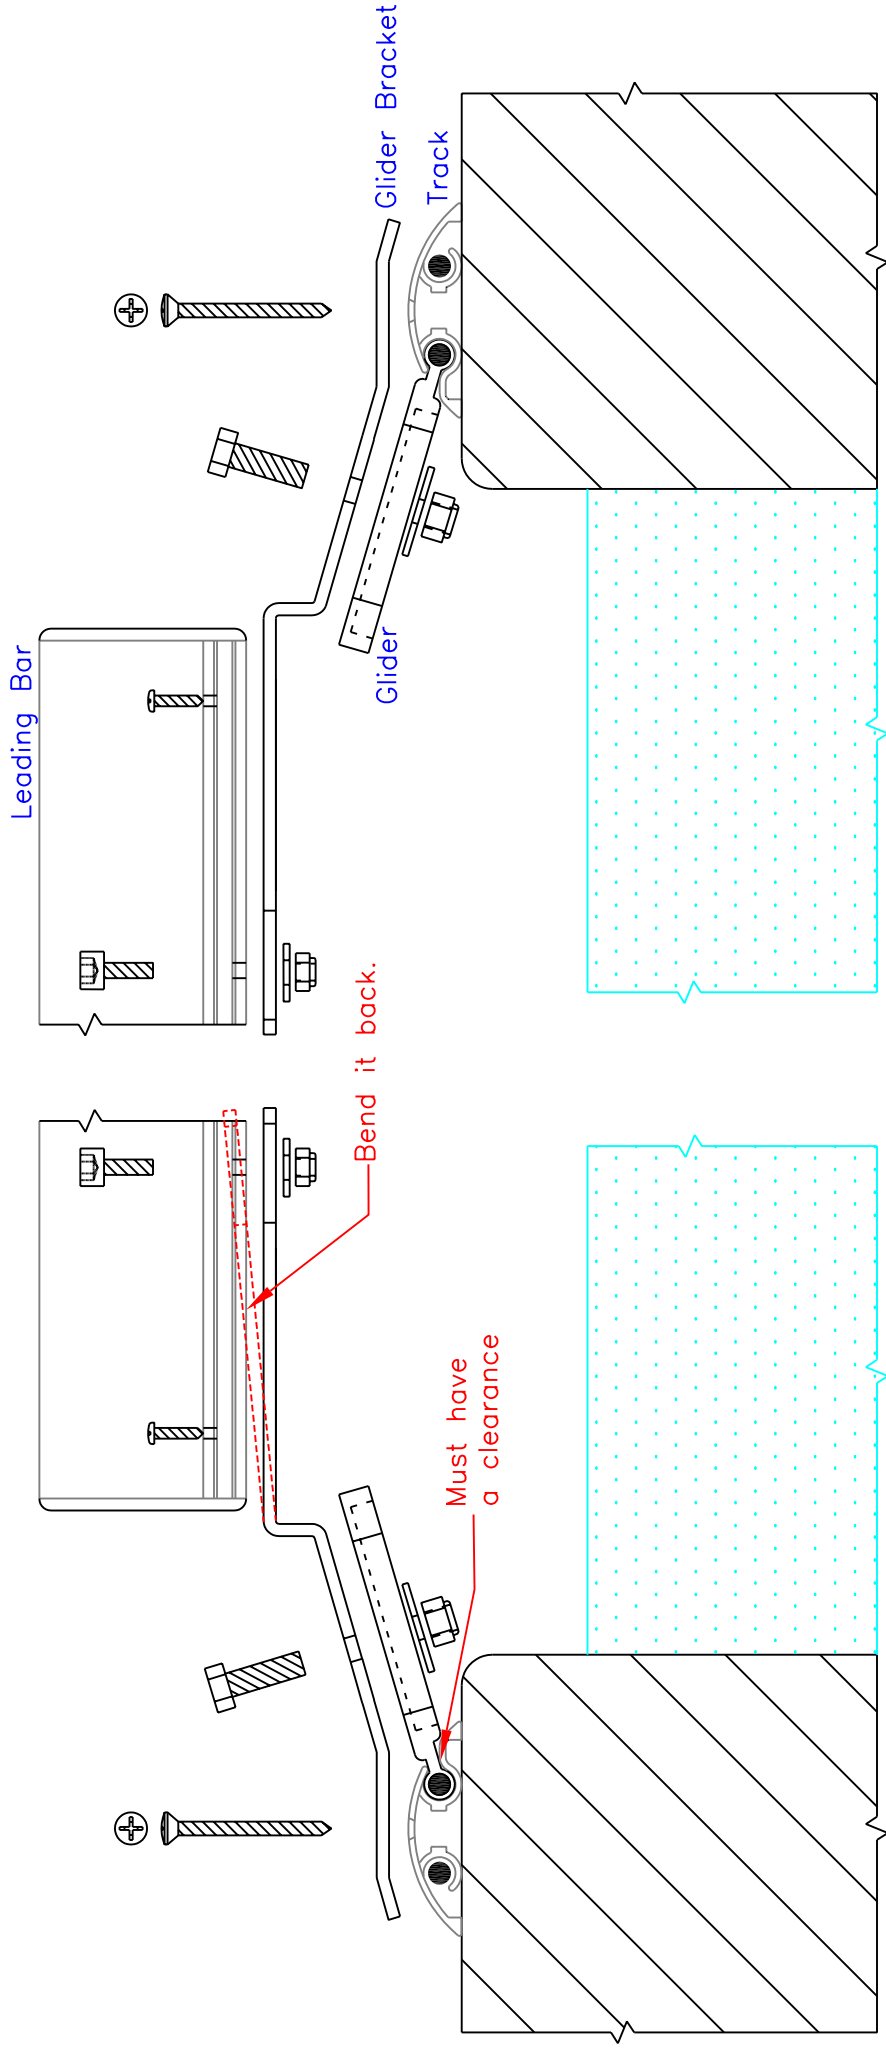 Leading Bar
Glider Bracket
Track
Glider
Bend it back.
Must have
a clearance